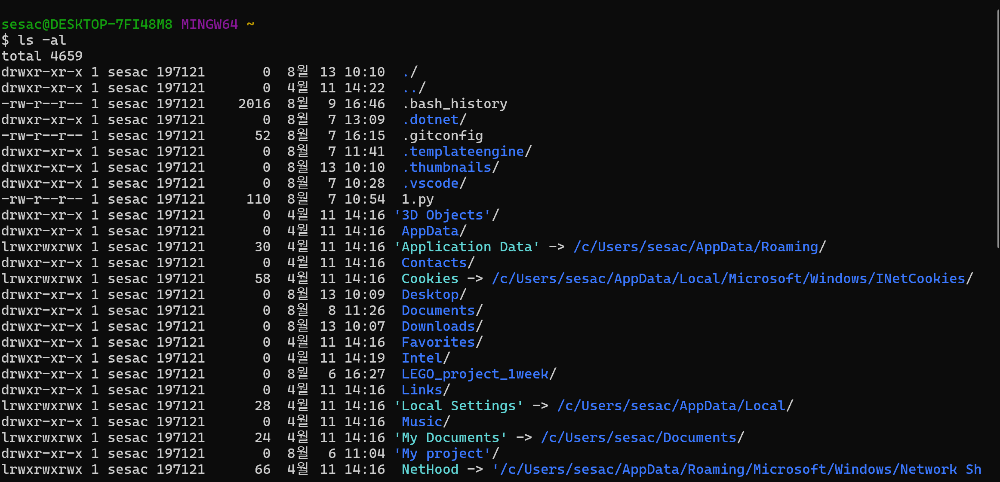 sesac@DESKTOP-7FI48M8 MINGW64 ~
$ ls -al
total 4659
drwxr-xr-x 1 sesac 197121       0  8월  13 10:10  ./
drwxr-xr-x 1 sesac 197121       0  4월  11 14:22  ../
-rw-r--r-- 1 sesac 197121    2016  8월   9 16:46  .bash_history
drwxr-xr-x 1 sesac 197121       0  8월   7 13:09  .dotnet/
-rw-r--r-- 1 sesac 197121      52  8월   7 16:15  .gitconfig
drwxr-xr-x 1 sesac 197121       0  8월   7 11:41  .templateengine/
drwxr-xr-x 1 sesac 197121       0  8월  13 10:10  .thumbnails/
drwxr-xr-x 1 sesac 197121       0  8월   7 10:28  .vscode/
-rw-r--r-- 1 sesac 197121     110  8월   7 10:54  1.py
drwxr-xr-x 1 sesac 197121       0  4월  11 14:16 '3D Objects'/
drwxr-xr-x 1 sesac 197121       0  4월  11 14:16  AppData/
lrwxrwxrwx 1 sesac 197121      30  4월  11 14:16 'Application Data' -> /c/Users/sesac/AppData/Roaming/
drwxr-xr-x 1 sesac 197121       0  4월  11 14:16  Contacts/
lrwxrwxrwx 1 sesac 197121      58  4월  11 14:16  Cookies -> /c/Users/sesac/AppData/Local/Microsoft/Windows/INetCookies/
drwxr-xr-x 1 sesac 197121       0  8월  13 10:09  Desktop/
drwxr-xr-x 1 sesac 197121       0  8월   8 11:26  Documents/
drwxr-xr-x 1 sesac 197121       0  8월  13 10:07  Downloads/
drwxr-xr-x 1 sesac 197121       0  4월  11 14:16  Favorites/
drwxr-xr-x 1 sesac 197121       0  4월  11 14:19  Intel/
drwxr-xr-x 1 sesac 197121       0  8월   6 16:27  LEGO_project_1week/
drwxr-xr-x 1 sesac 197121       0  4월  11 14:16  Links/
lrwxrwxrwx 1 sesac 197121      28  4월  11 14:16 'Local Settings' -> /c/Users/sesac/AppData/Local/
drwxr-xr-x 1 sesac 197121       0  4월  11 14:16  Music/
lrwxrwxrwx 1 sesac 197121      24  4월  11 14:16 'My Documents' -> /c/Users/sesac/Documents/
drwxr-xr-x 1 sesac 197121       0  8월   6 11:04 'My project'/
lrwxrwxrwx 1 sesac 197121      66  4월  11 14:16  NetHood -> '/c/Users/sesac/AppData/Roaming/Microsoft/Windows/Network Sh